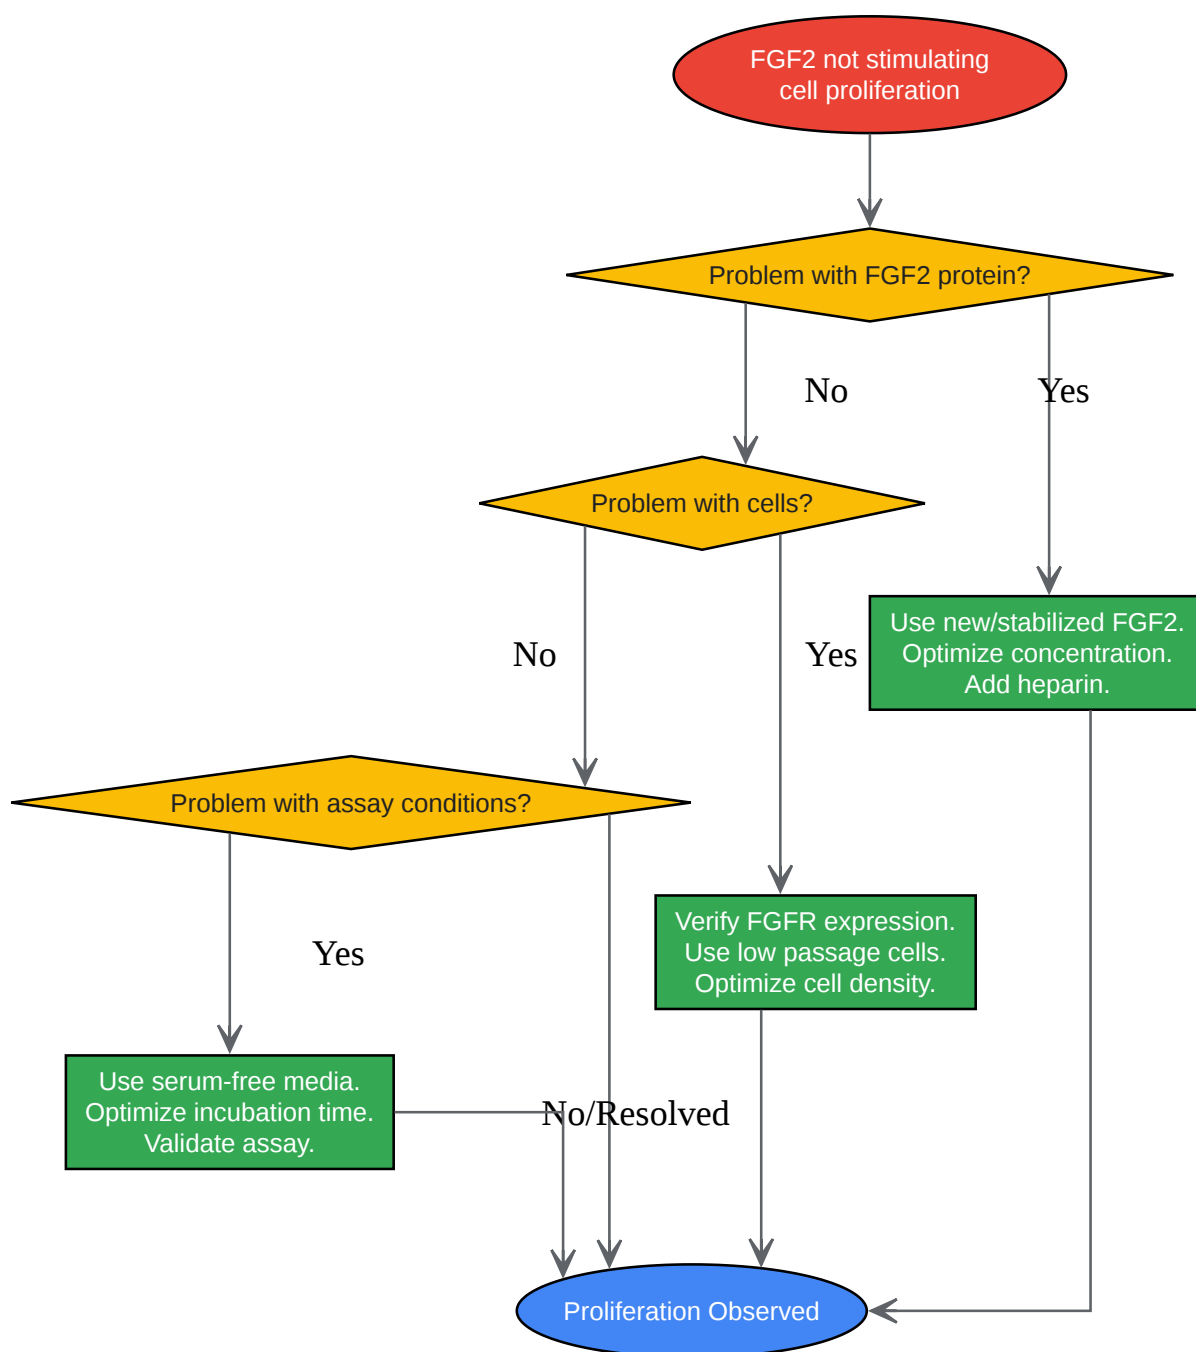 FGF2 not stimulating
cell proliferation
Problem with FGF2 protein?
No
Yes
Problem with cells?
Use new/stabilized FGF2.
Optimize concentration.
Add heparin.
No
Yes
Problem with assay conditions?
Verify FGFR expression.
Use low passage cells.
Optimize cell density.
Yes
Use serum-free media.
Optimize incubation time.
Validate assay.
No/Resolved
Proliferation Observed